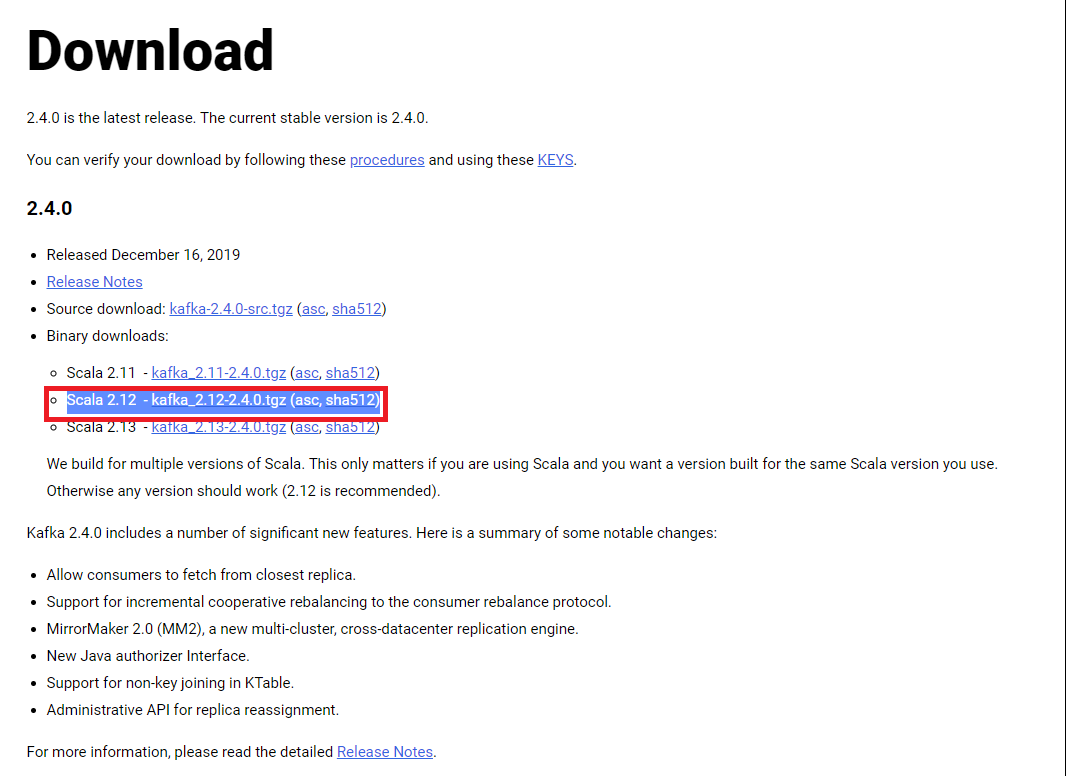 Download
2.4.0 is the latest release. The current stable version is 2.4.0.
You can verify your download by following these procedures and using these KEYS.
2.4.0
Released December 16, 2019
Release Notes
Source download: kafka-2.4.0-src.tgz (asc, sha512)
Binary downloads:
Scala 2.11 - kafka_2.11-2.4.0.tgz (asc, sha512)
Scala 2.12 - kafka_2.12-2.4.0.tgz (asc, sha512)
Scala 2.13 - kafka_2.13-2.4.0.tgz (asc, sha512)
We build for multiple versions of Scala. This only matters if you are using Scala and you want a version built for the same Scala version you use.
Otherwise any version should work (2.12 is recommended).
Kafka 2.4.0 includes a number of significant new features. Here is a summary of some notable changes:
Allow consumers to fetch from closest replica.
Support for incremental cooperative rebalancing to the consumer rebalance protocol.
MirrorMaker 2.0 (MM2), a new multi-cluster, cross-datacenter replication engine.
New Java authorizer Interface.
Support for non-key joining in KTable.
Administrative API for replica reassignment.
For more information, please read the detailed Release Notes.